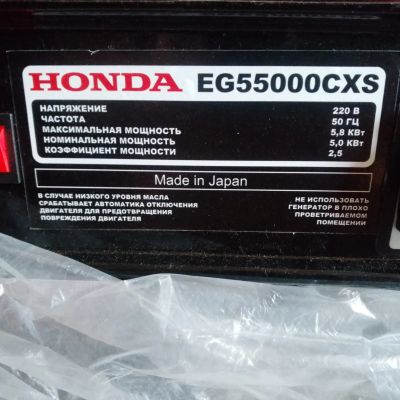 HONDA EG55000CXS
НАПРЯЖЕНИЕ 220 В
ЧАСТОТА 50 ГЦ
МАКСИМАЛЬНАЯ МОЩНОСТЬ 5,8 КВт
НОМИНАЛЬНАЯ МОЩНОСТЬ 5,0 КВт
КОЭФФИЦИЕНТ МОЩНОСТИ 2,5
Made in Japan
В СЛУЧАЕ НИЗКОГО УРОВНЯ МАСЛА
СРАБАТЫВАЕТ АВТОМАТИКА ОТКЛЮЧЕНИЯ
ДВИГАТЕЛЯ ДЛЯ ПРЕДОТВРАЩЕНИЯ
ПОВРЕЖДЕНИЯ ДВИГАТЕЛЯ
НЕ ИСПОЛЬЗОВАТЬ
ГЕНЕРАТОР В ПЛОХО
ПРОВЕТРИВАЕМОМ
ПОМЕЩЕНИИ